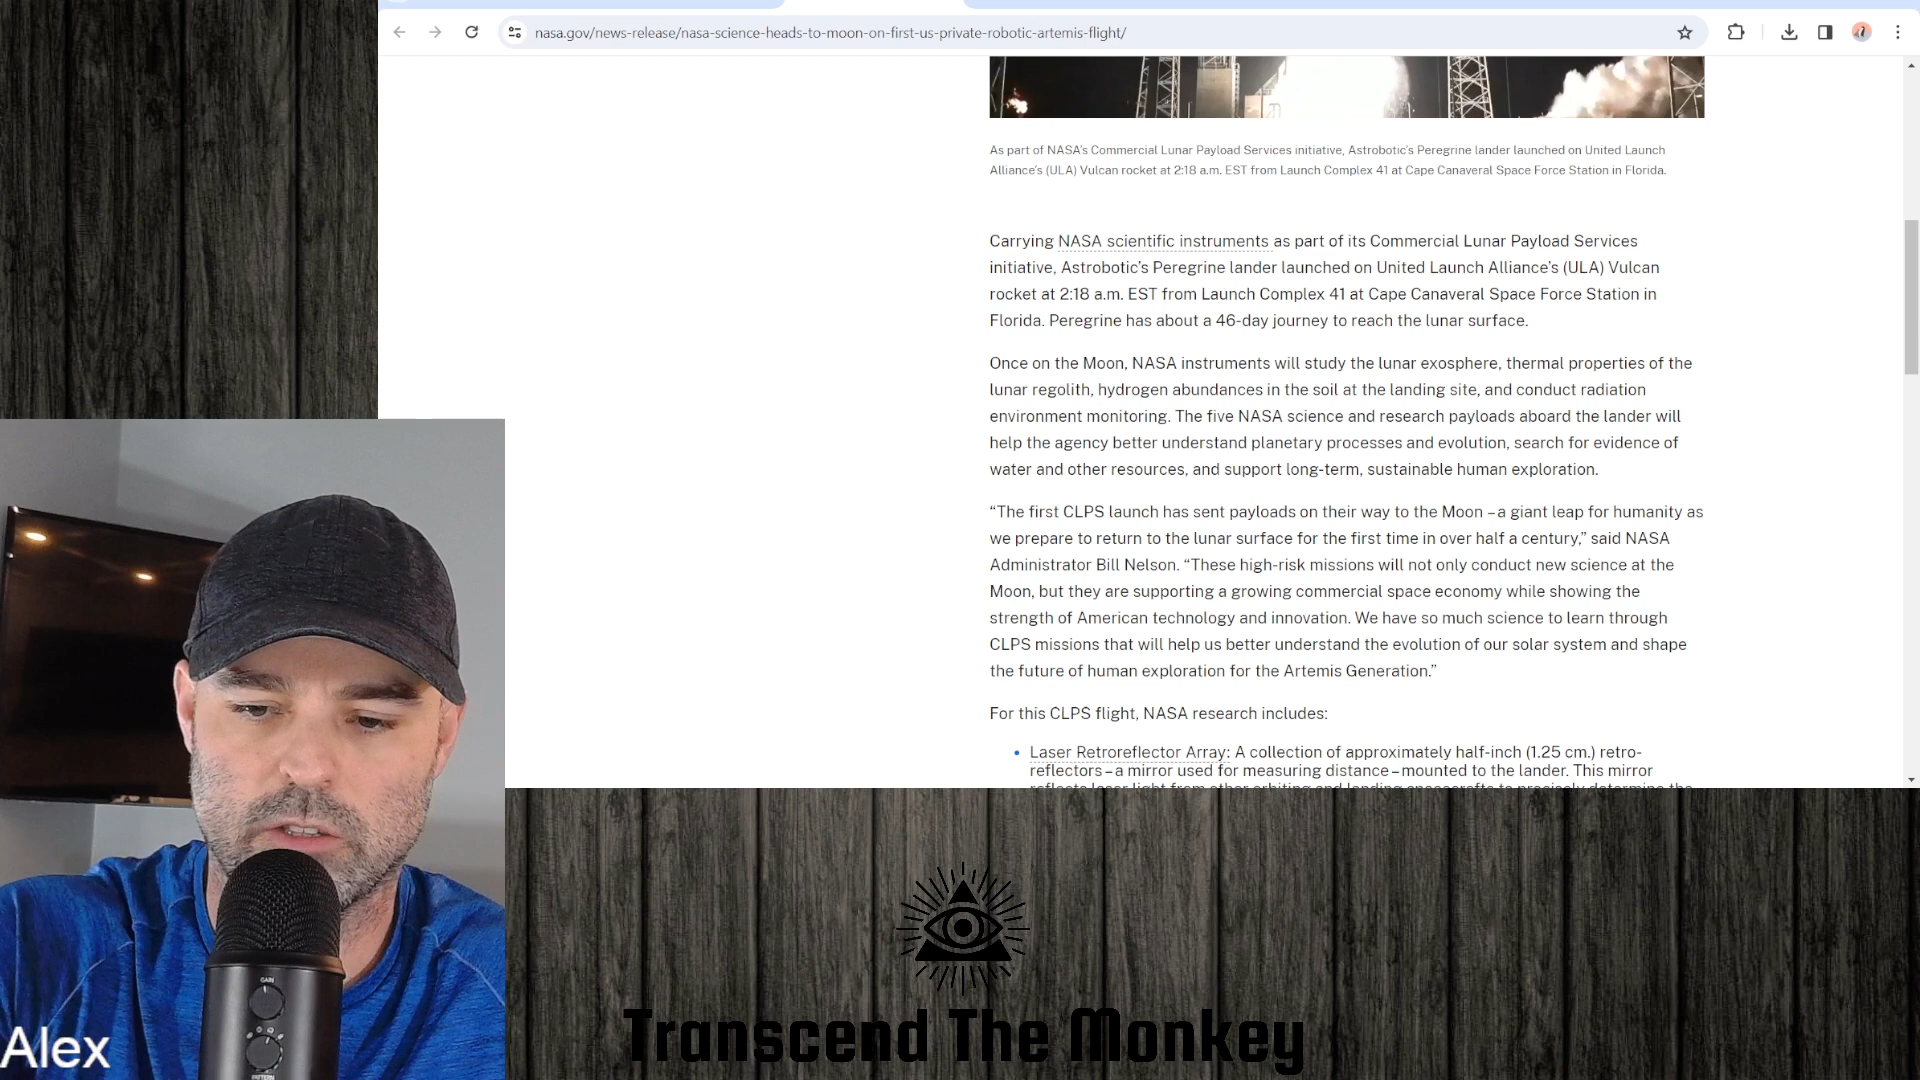 nasa.gov/news-release/nasa-science-heads-to-moon-on-first-us-private-robotic-artemis-flight/
As part of NASA's Commercial Lunar Payload Services initiative, Astrobotic's Peregrine lander launched on United Launch
Alliance's (ULA) Vulcan rocket at 2:18 a.m. EST from Launch Complex 41 at Cape Canaveral Space Force Station in Florida.
Carrying NASA scientific instruments as part of its Commercial Lunar Payload Services
initiative, Astrobotic's Peregrine lander launched on United Launch Alliance's (ULA) Vulcan
rocket at 2:18 a.m. EST from Launch Complex 41 at Cape Canaveral Space Force Station in
Florida. Peregrine has about a 46-day journey to reach the lunar surface.
Once on the Moon, NASA instruments will study the lunar exosphere, thermal properties of the
lunar regolith, hydrogen abundances in the soil at the landing site, and conduct radiation
environment monitoring. The five NASA science and research payloads aboard the lander will
help the agency better understand planetary processes and evolution, search for evidence of
water and other resources, and support long-term, sustainable human exploration.
“The first CLPS launch has sent payloads on their way to the Moon – a giant leap for humanity as
we prepare to return to the lunar surface for the first time in over half a century,” said NASA
Administrator Bill Nelson. “These high-risk missions will not only conduct new science at the
Moon, but they are supporting a growing commercial space economy while showing the
strength of American technology and innovation. We have so much science to learn through
CLPS missions that will help us better understand the evolution of our solar system and shape
the future of human exploration for the Artemis Generation.”
For this CLPS flight, NASA research includes:
• Laser Retroreflector Array: A collection of approximately half-inch (1.25 cm.) retro-
reflectors – a mirror used for measuring distance – mounted to the lander. This mirror
reflects laser light from other orbiting and landing spacecrafts to precisely determine the
GAIN
PATTERN
Alex
Transcend The Monkey